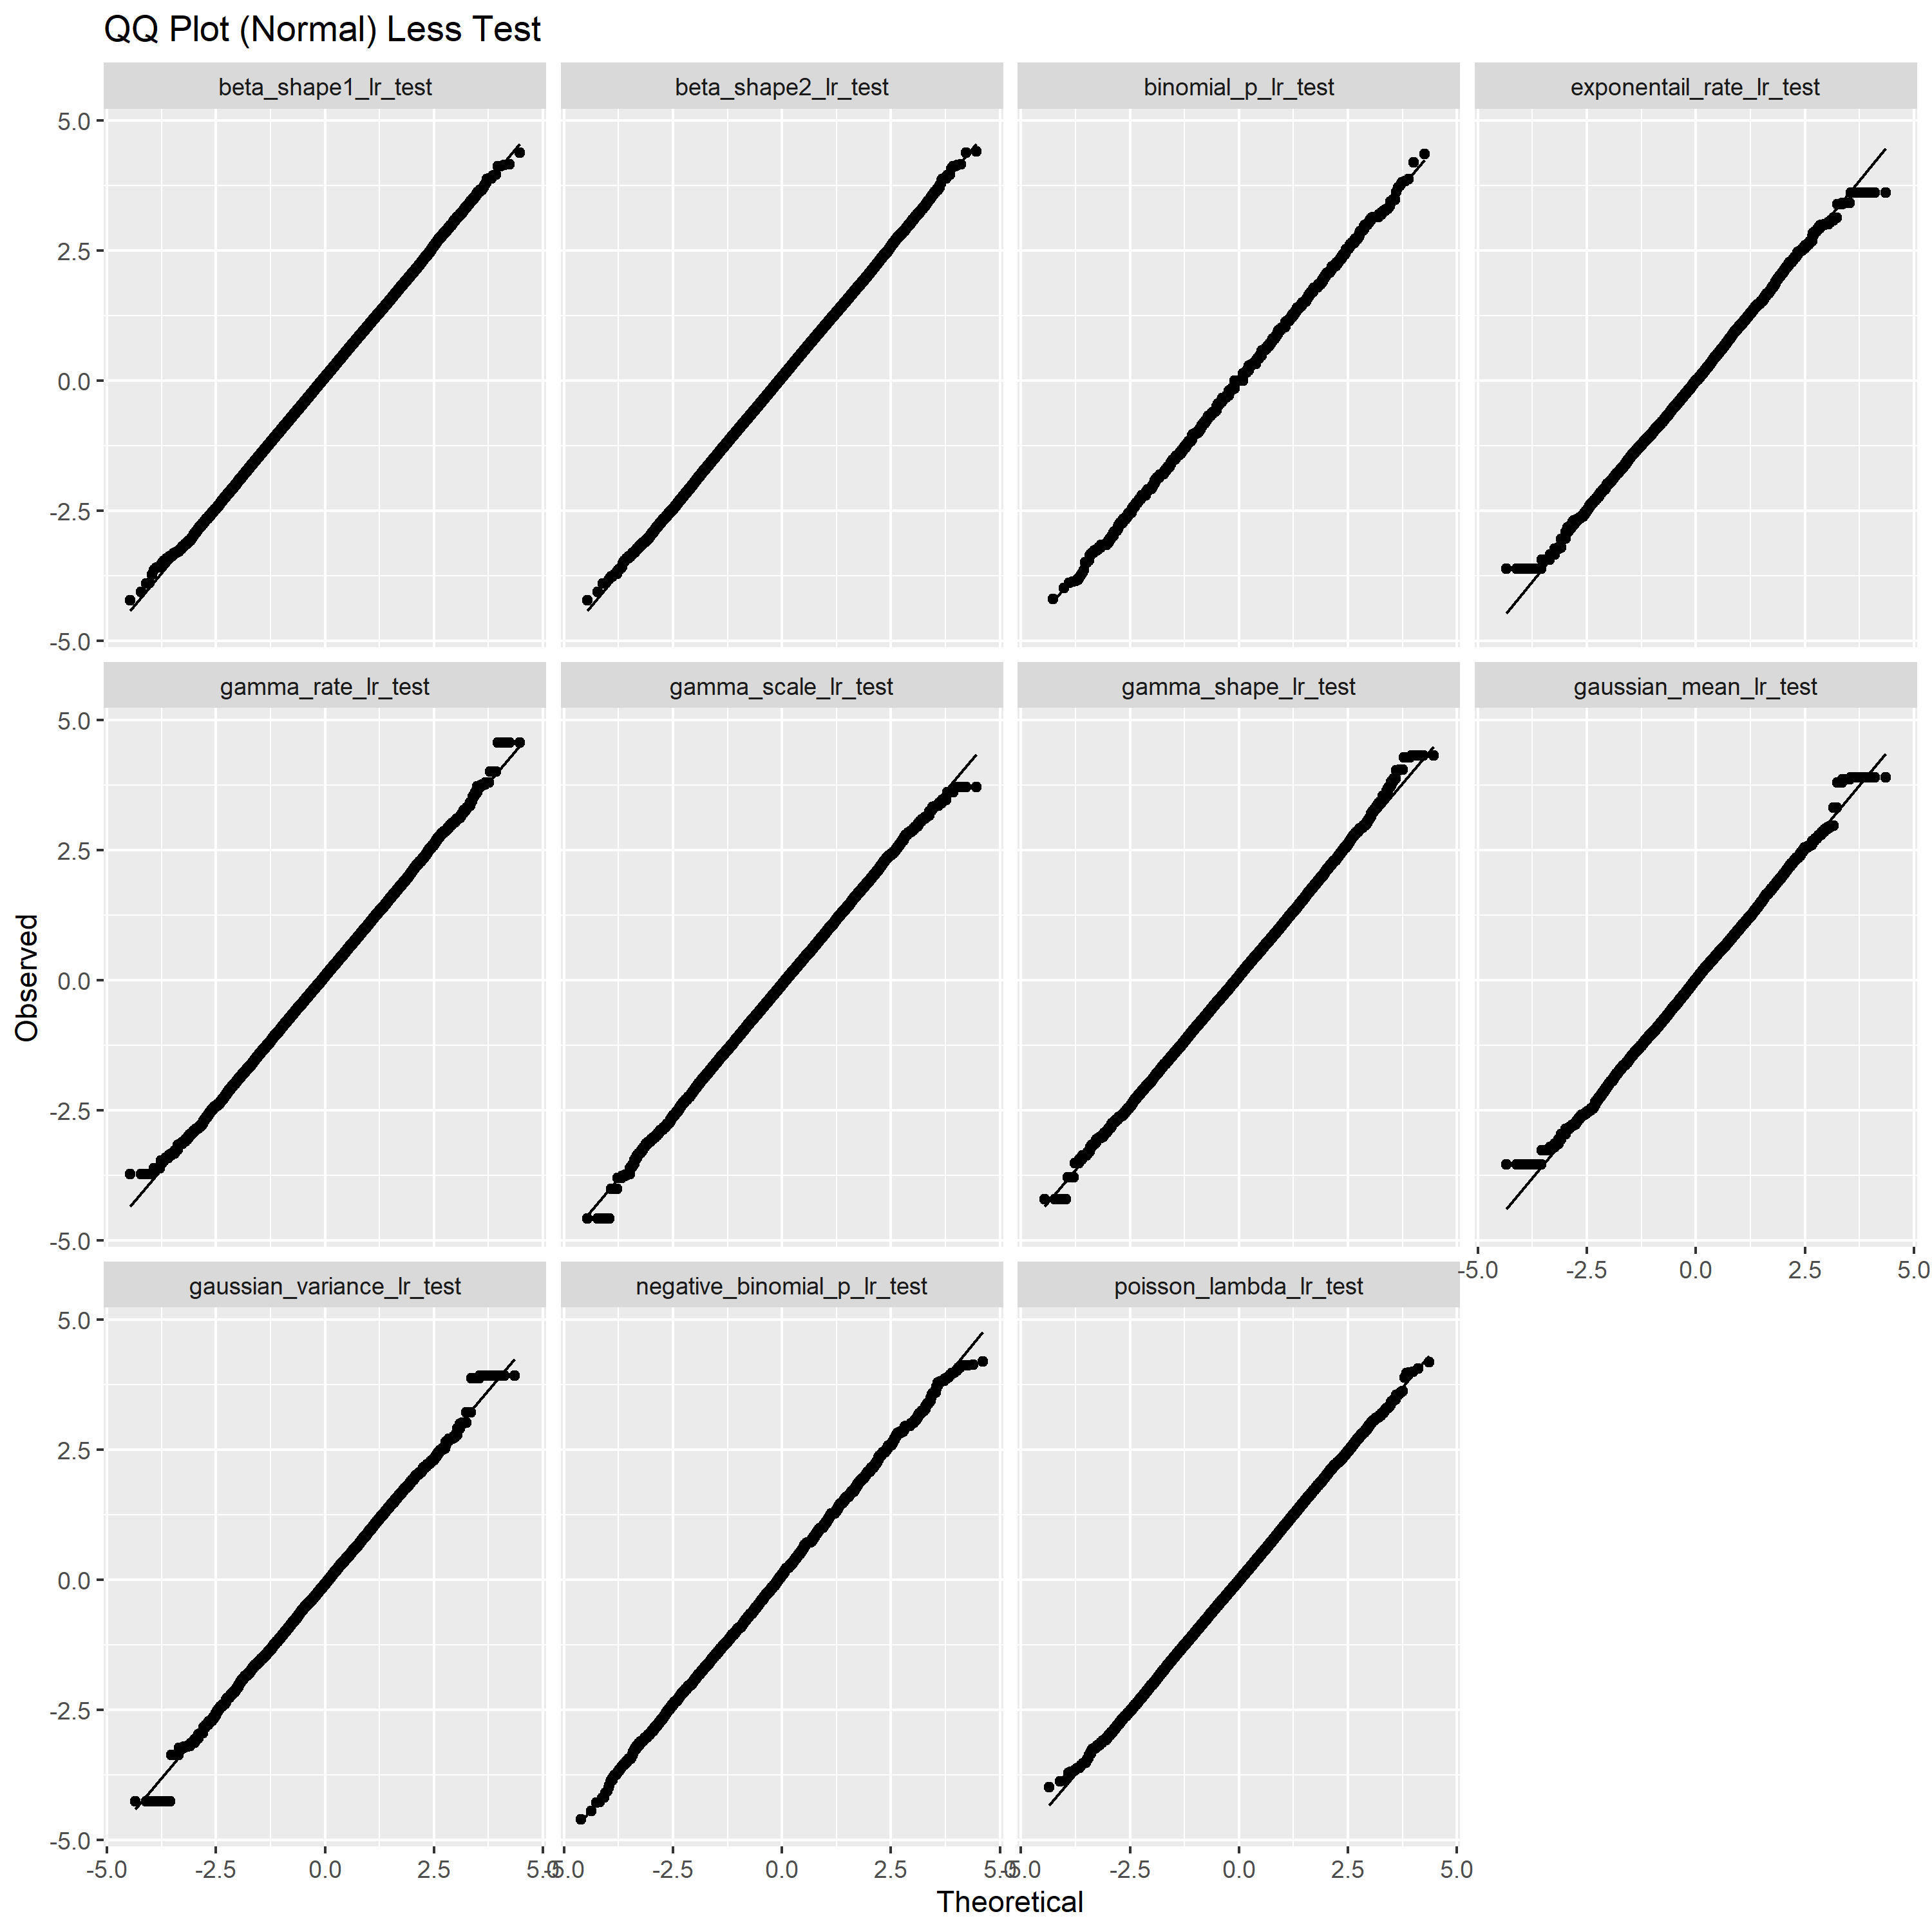 QQ Plot (Normal) Less Test
beta_shape1_lr_test
beta_shape2_lr_test
binomial_p_lr_test
exponentail_rate_lr_test
5.0
2.5
0.0
-2.5
-5.0
gamma_rate_lr_test
gamma_scale_lr_test
gamma_shape_lr_test
gaussian_mean_lr_test
5.0
2.5
0.0
-2.5
-5.0
-5.0 -2.5 0.0 2.5 5.0
gaussian_variance_lr_test
negative_binomial_p_lr_test
poisson_lambda_lr_test
5.0
2.5
0.0
-2.5
-5.0
-5.0 -2.5 0.0 2.5 5.0
-5.0 -2.5 0.0 2.5 5.0
-5.0 -2.5 0.0 2.5 5.0
Theoretical
Observed